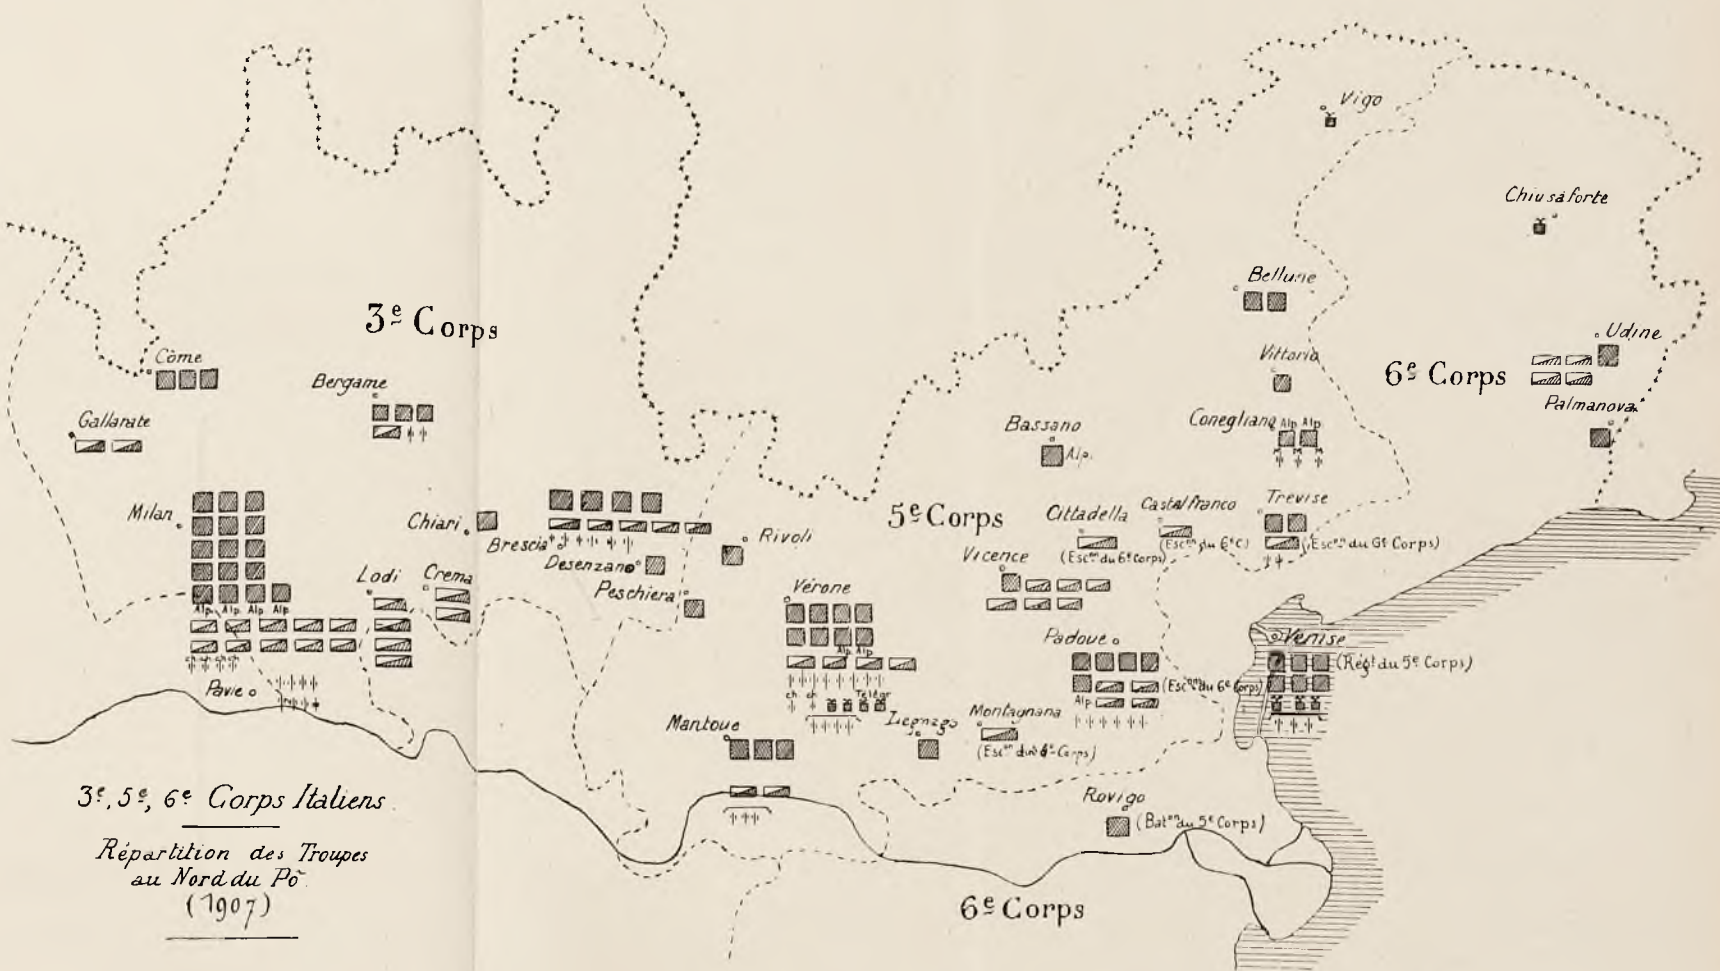 Vigo
Chiusaforte
Bellune
3ᵉ Corps
Udine
Côme
Vittorio
6ᵉ Corps
Bergame
Palmanova
Gallarate
Bassano
Alp.
Conegliano
Alp Alp
Milan
Chiari
5ᵉ Corps
Cittadella
(Escᵒⁿ du 6ᵉ Corps)
Castelfranco
(Escᵒⁿ du 6ᵉ C)
Trevise
(Escᵒⁿ du 6ᵉ Corps)
Brescia
Rivoli
Desenzano
Vicence
Lodi
Crema
Peschiera
Vérone
Alp. Alp. Alp Alp
Alp. Alp
Padoue
Venise
(Régᵗ du 5ᵉ Corps)
ch ch ch ch
Pavie
(Escᵒⁿ du 6ᵉ Corps)
Alp
ch ch Télégr
Mantoue
Legnago
Montagnana
(Escᵒⁿ du 6ᵉ Corps)
3ᵉ, 5ᵉ, 6ᵉ Corps Italiens.
Rovigo
(Batᵒⁿ du 5ᵉ Corps)
Répartition des Troupes
au Nord du Pô
(1907)
6ᵉ Corps